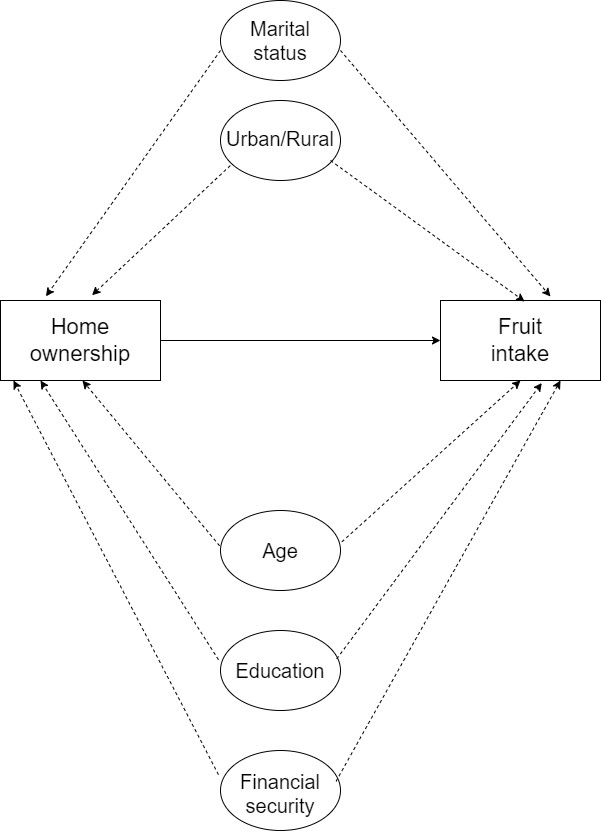 Marital
status
Urban/Rural
Home
ownership
Fruit
intake
Age
Education
Financial
security